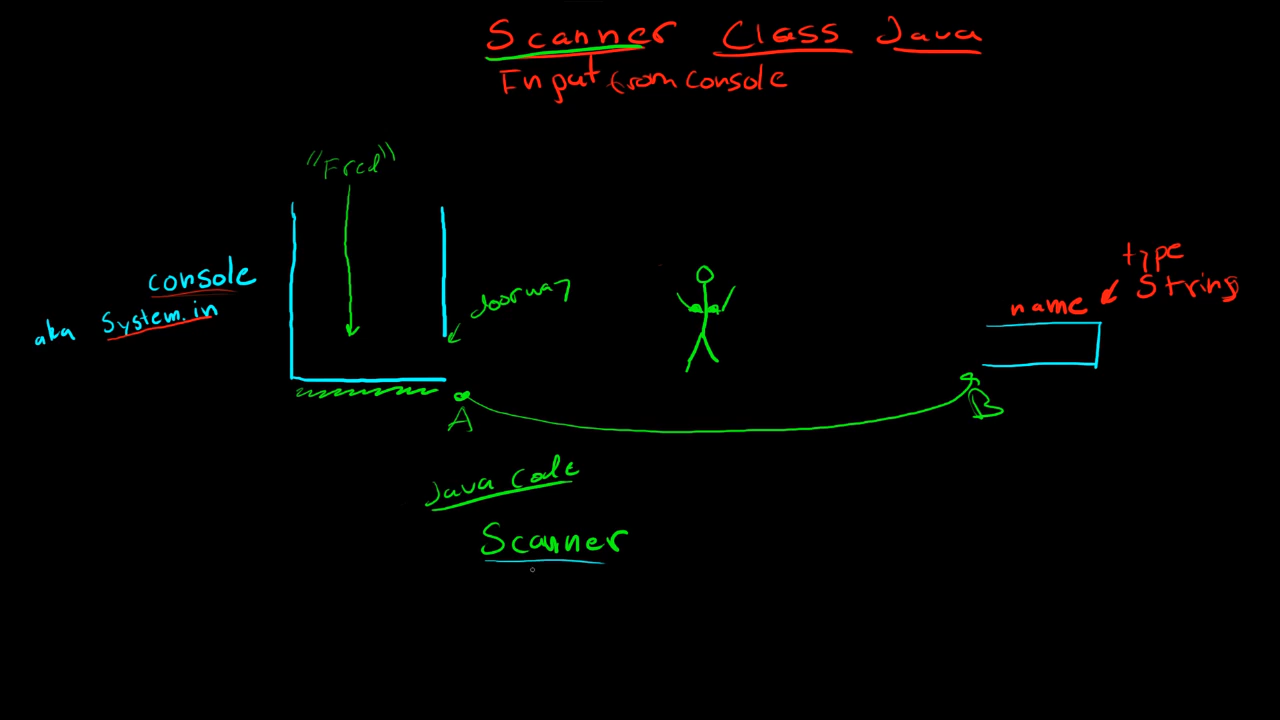 Scanner Class Java
Input from console
"Fred"
console
aka System.in
doorway
type
String
name
A
B
Java Code
Scanner